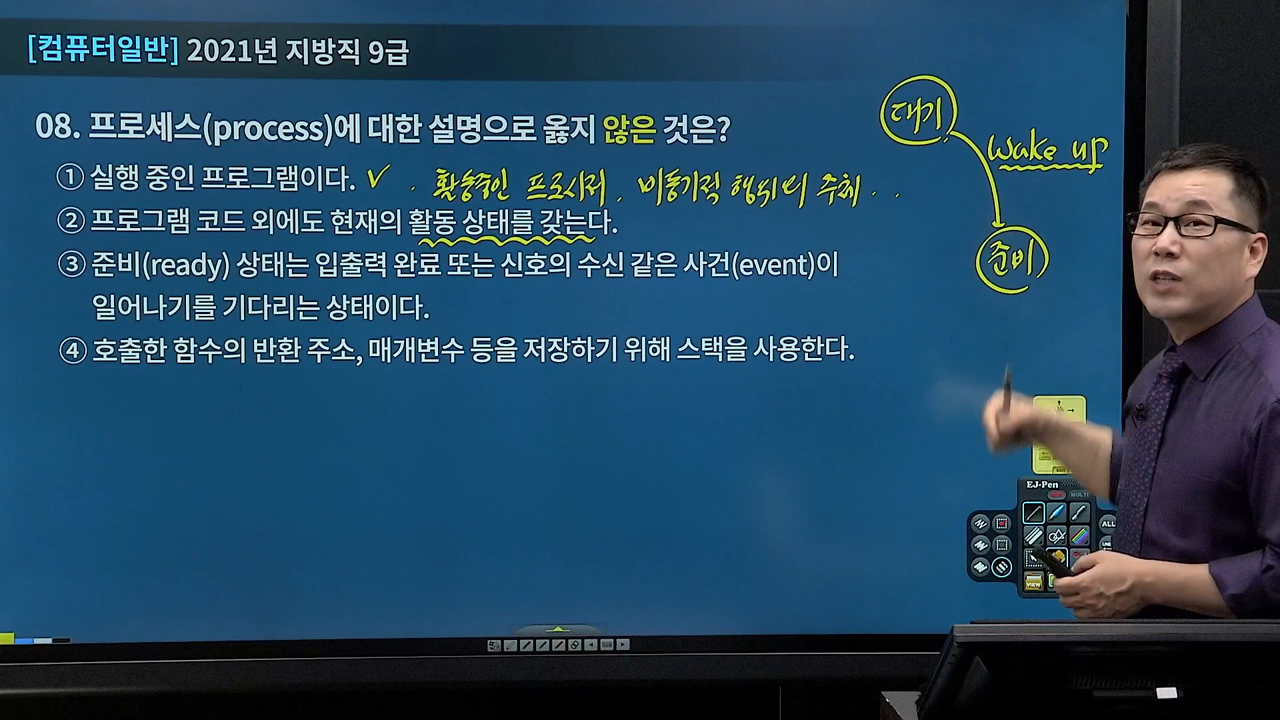 [컴퓨터일반] 2021년 지방직 9급
08. 프로세스(process)에 대한 설명으로 옳지 않은 것은?
① 실행 중인 프로그램이다. ✓ . 활동중인 프로시저 . 비동기적 행위의 주체 . .
② 프로그램 코드 외에도 현재의 활동 상태를 갖는다.
③ 준비(ready) 상태는 입출력 완료 또는 신호의 수신 같은 사건(event)이
일어나기를 기다리는 상태이다.
④ 호출한 함수의 반환 주소, 매개변수 등을 저장하기 위해 스택을 사용한다.
대기
wake up
준비
EJ-Pen
MULTI
ALL
LINE
VIEW